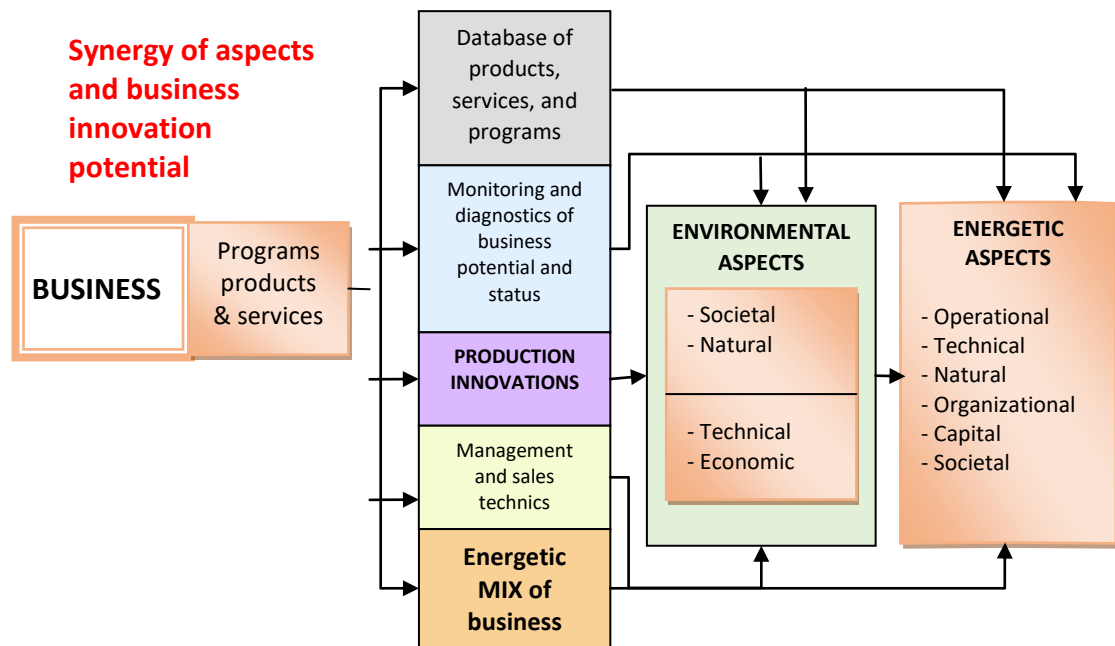 Synergy of aspects
and business
innovation
potential
BUSINESS
Programs
products
& services
Database of
products,
services, and
programs
Monitoring and
diagnostics of
business
potential and
status
PRODUCTION
INNOVATIONS
Management
and sales
technics
Energetic
MIX of
business
ENVIRONMENTAL
ASPECTS
- Societal
- Natural
- Technical
- Economic
ENERGETIC
ASPECTS
- Operational
- Technical
- Natural
- Organizational
- Capital
- Societal